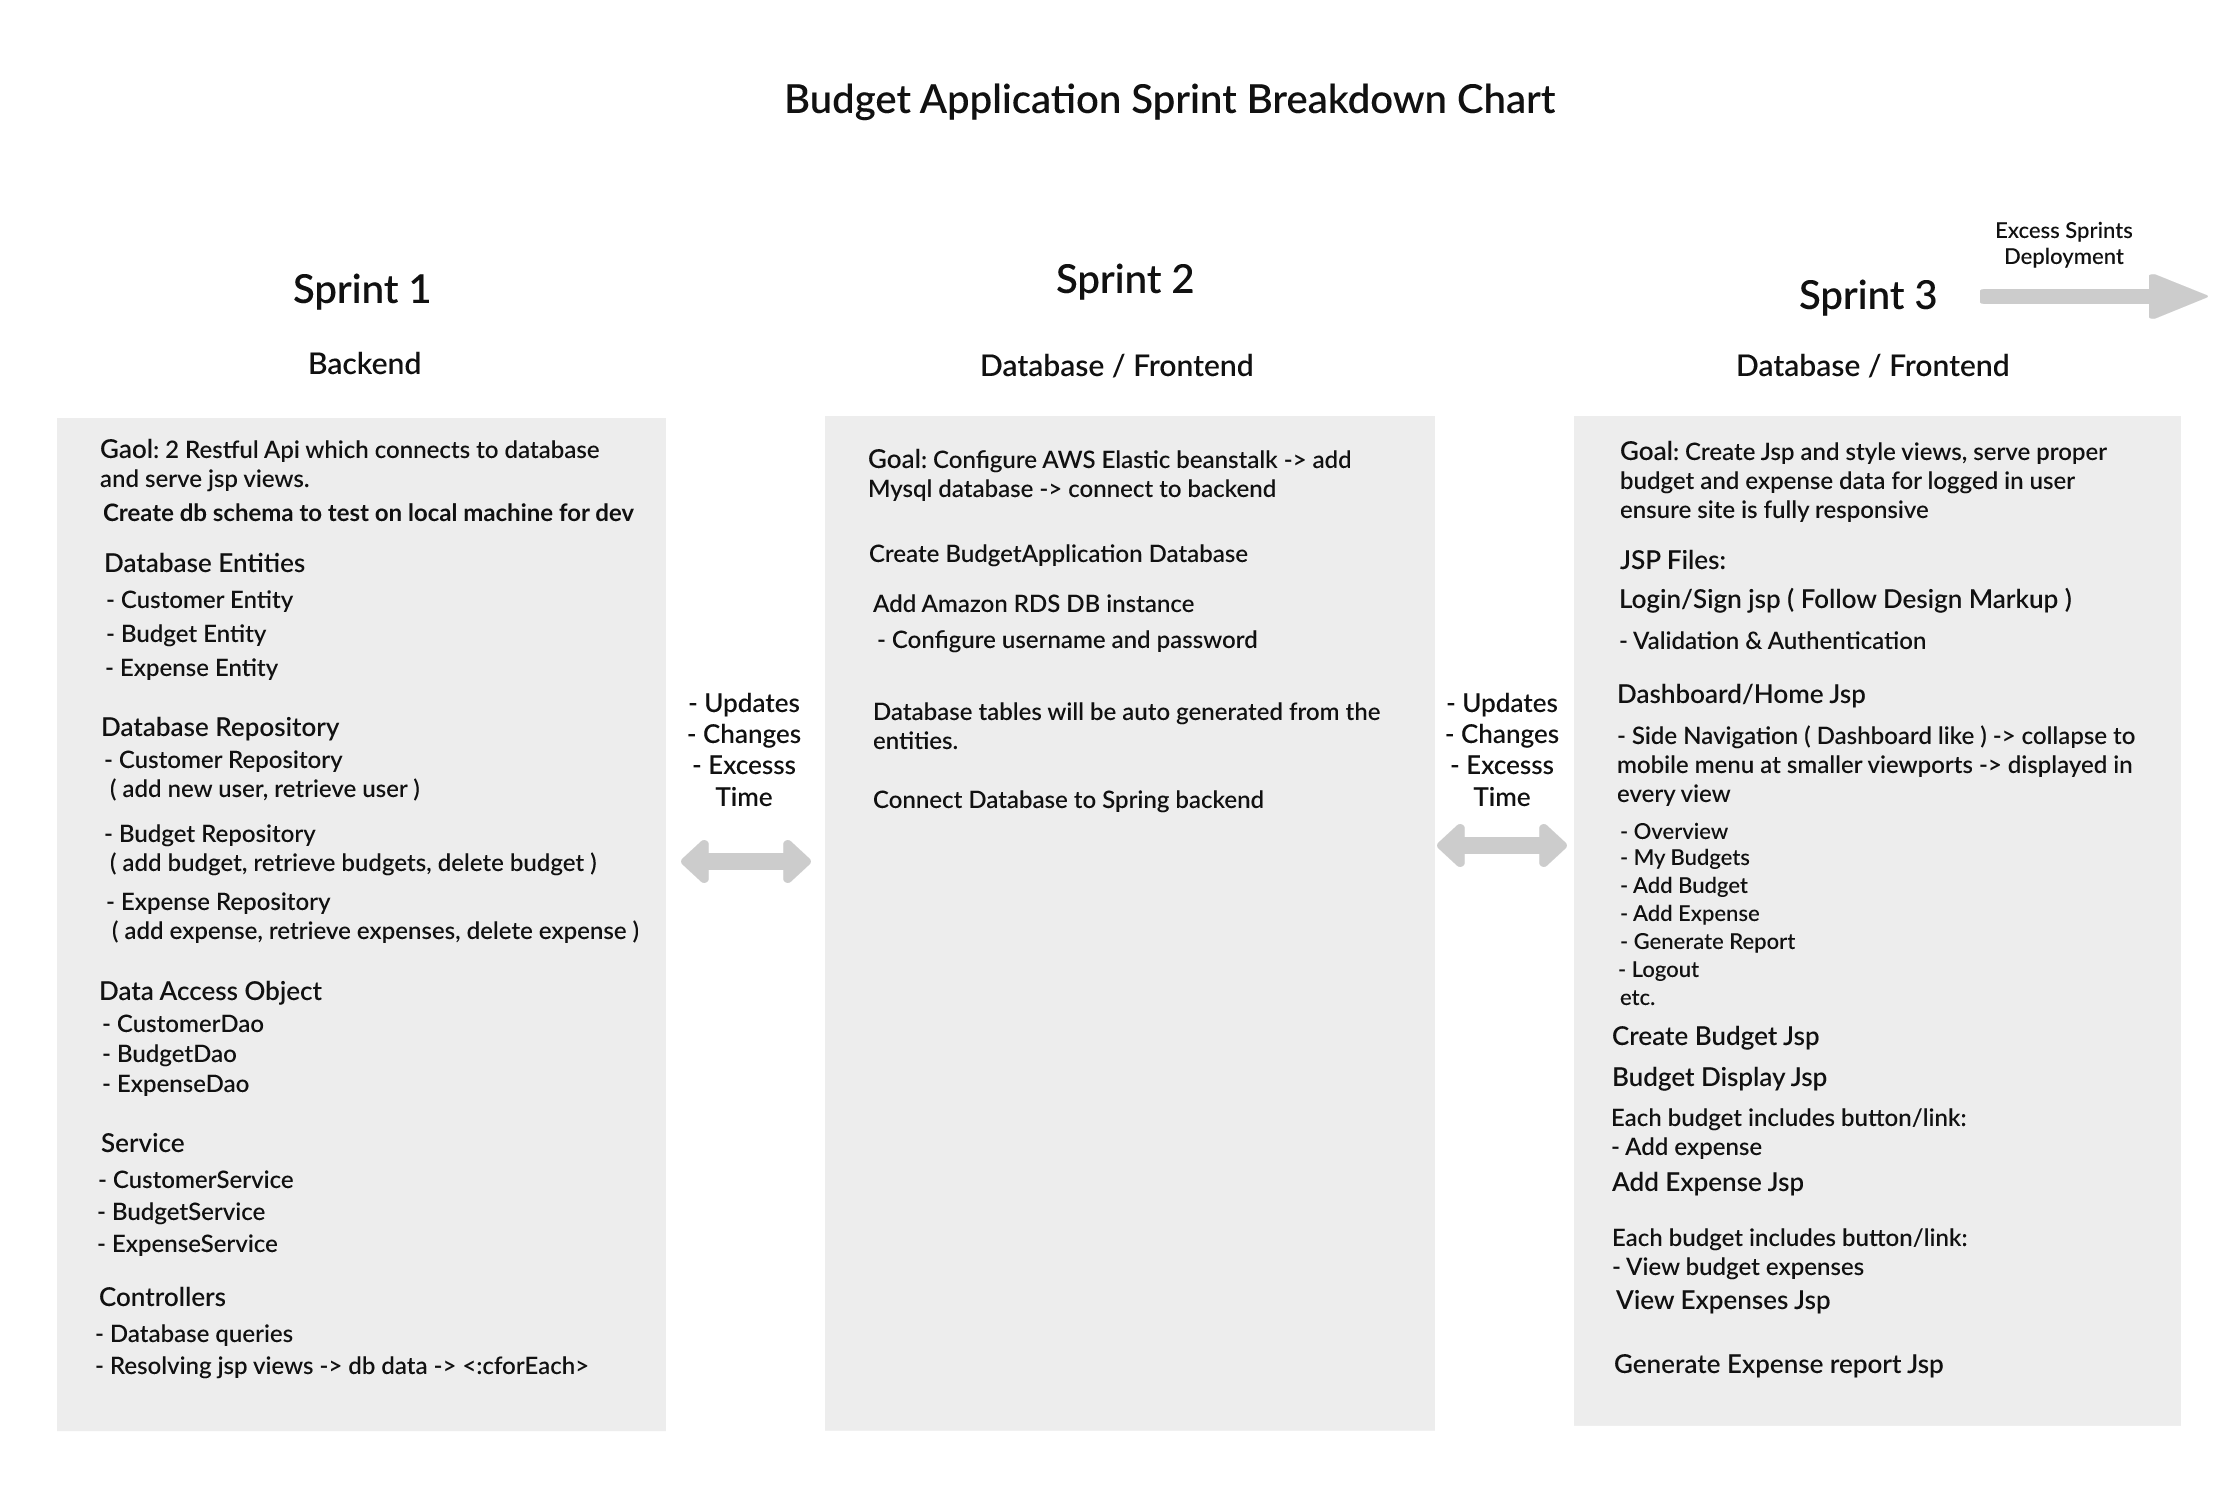 Budget Application Sprint Breakdown Chart
Sprint 1
Backend
Gaol: 2 Restful Api which connects to database
and serve jsp views.
Create db schema to test on local machine for dev
Database Entities
- Customer Entity
- Budget Entity
- Expense Entity
Database Repository
- Customer Repository
( add new user, retrieve user )
- Budget Repository
( add budget, retrieve budgets, delete budget )
- Expense Repository
( add expense, retrieve expenses, delete expense )
Data Access Object
- CustomerDao
- BudgetDao
- ExpenseDao
Service
- CustomerService
- BudgetService
- ExpenseService
Controllers
- Database queries
- Resolving jsp views -> db data -> <:cforEach>
- Updates
- Changes
- Excesss
Time
Sprint 2
Database / Frontend
Goal: Configure AWS Elastic beanstalk -> add
Mysql database -> connect to backend
Create BudgetApplication Database
Add Amazon RDS DB instance
- Configure username and password
Database tables will be auto generated from the
entities.
Connect Database to Spring backend
- Updates
- Changes
- Excesss
Time
Excess Sprints
Deployment
Sprint 3
Database / Frontend
Goal: Create Jsp and style views, serve proper
budget and expense data for logged in user
ensure site is fully responsive
JSP Files:
Login/Sign jsp ( Follow Design Markup )
- Validation & Authentication
Dashboard/Home Jsp
- Side Navigation ( Dashboard like ) -> collapse to
mobile menu at smaller viewports -> displayed in
every view
- Overview
- My Budgets
- Add Budget
- Add Expense
- Generate Report
- Logout
etc.
Create Budget Jsp
Budget Display Jsp
Each budget includes button/link:
- Add expense
Add Expense Jsp
Each budget includes button/link:
- View budget expenses
View Expenses Jsp
Generate Expense report Jsp